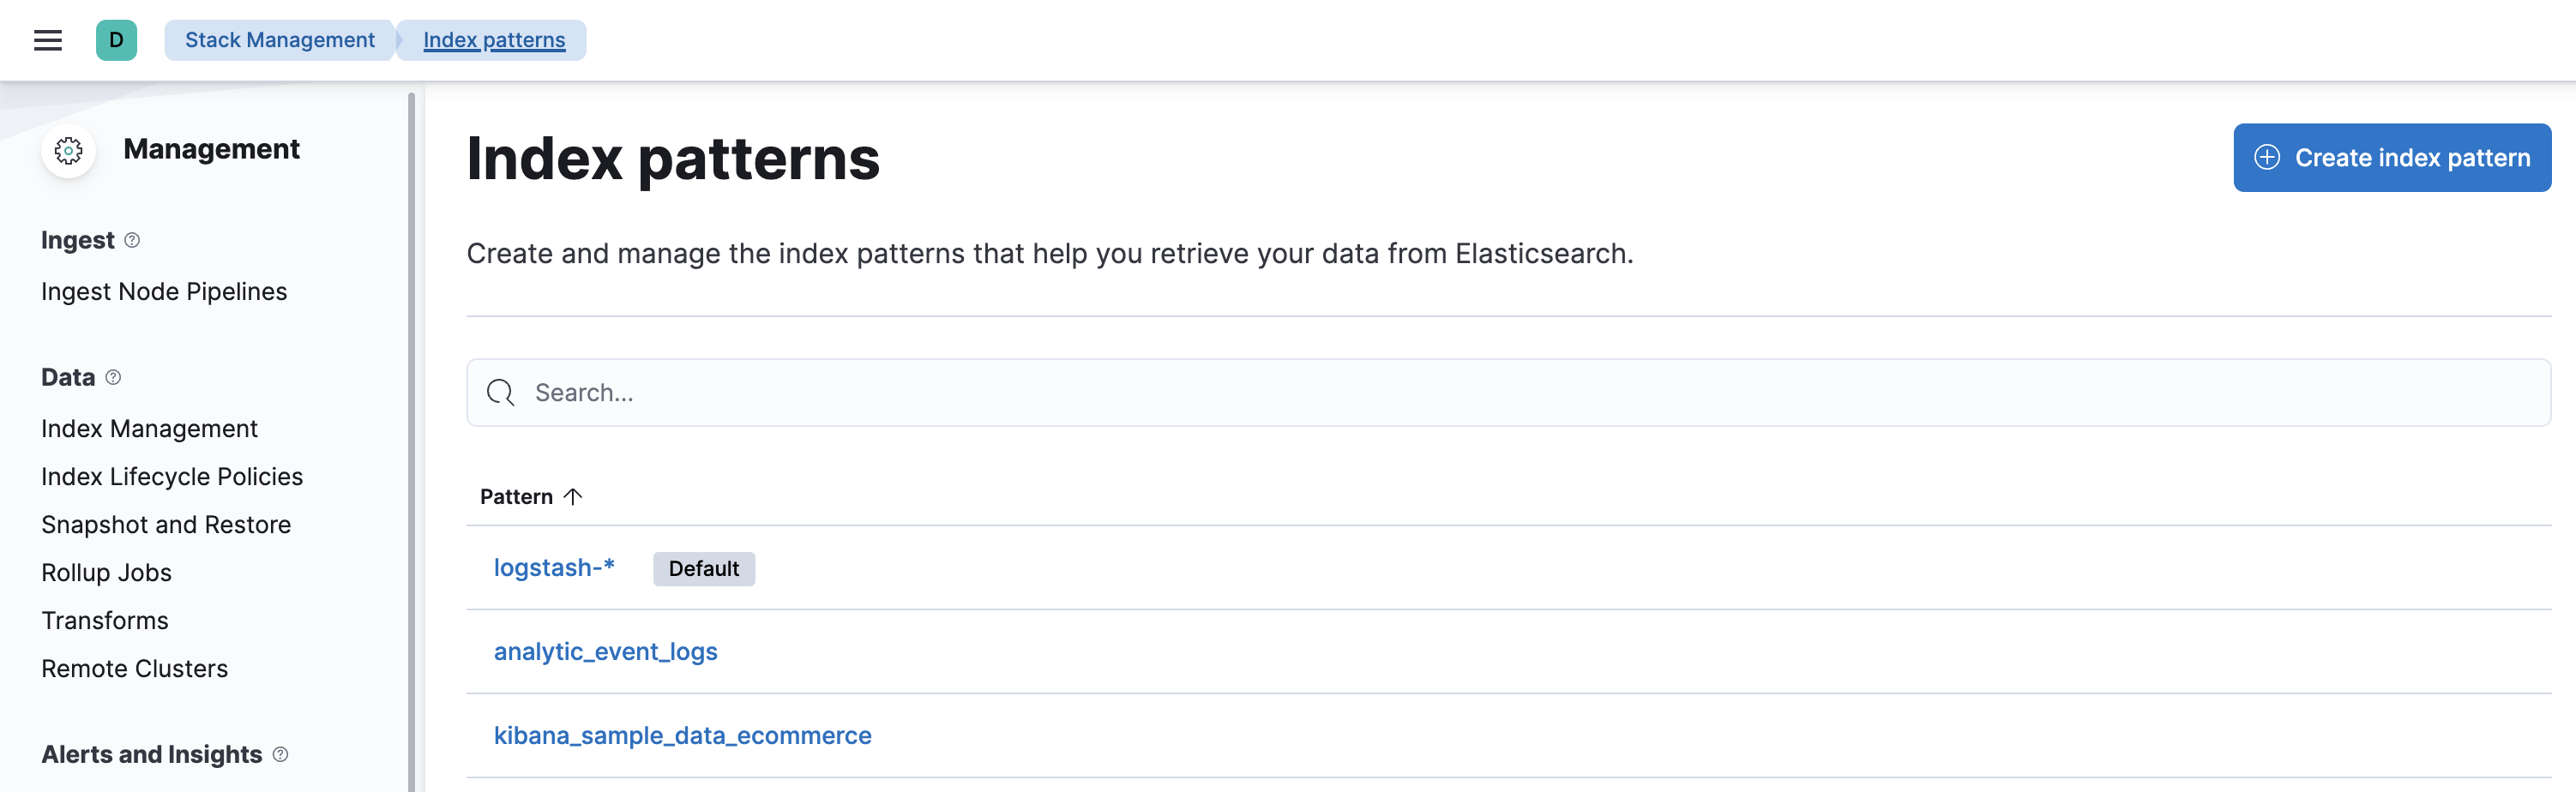 D
Stack Management
Index patterns
Management
Ingest
Ingest Node Pipelines
Data
Index Management
Index Lifecycle Policies
Snapshot and Restore
Rollup Jobs
Transforms
Remote Clusters
Alerts and Insights
Index patterns
Create index pattern
Create and manage the index patterns that help you retrieve your data from Elasticsearch.
Search...
Pattern
logstash-* Default
analytic_event_logs
kibana_sample_data_ecommerce